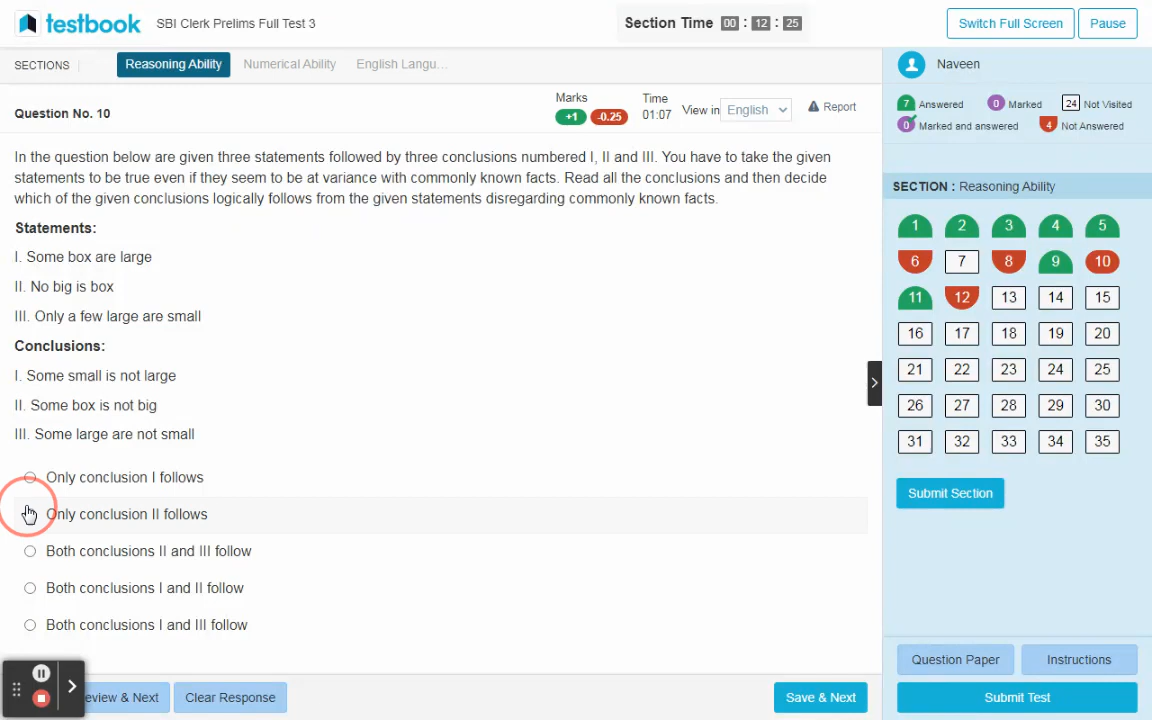 testbook
SBI Clerk Prelims Full Test 3
Section Time 00 : 12 : 25
Switch Full Screen
Pause
SECTIONS
Reasoning Ability
Numerical Ability
English Langu...
Naveen
Question No. 10
Marks
+1 -0.25
Time
01:07
View in English
Report
7 Answered
0 Marked
24 Not Visited
0 Marked and answered
4 Not Answered
In the question below are given three statements followed by three conclusions numbered I, II and III. You have to take the given
statements to be true even if they seem to be at variance with commonly known facts. Read all the conclusions and then decide
which of the given conclusions logically follows from the given statements disregarding commonly known facts.
Statements:
I. Some box are large
II. No big is box
III. Only a few large are small
Conclusions:
I. Some small is not large
II. Some box is not big
III. Some large are not small
Only conclusion I follows
Only conclusion II follows
Both conclusions II and III follow
Both conclusions I and II follow
Both conclusions I and III follow
SECTION : Reasoning Ability
1 2 3 4 5
6 7 8 9 10
11 12 13 14 15
16 17 18 19 20
21 22 23 24 25
26 27 28 29 30
31 32 33 34 35
Submit Section
Question Paper
Instructions
eview & Next
Clear Response
Save & Next
Submit Test